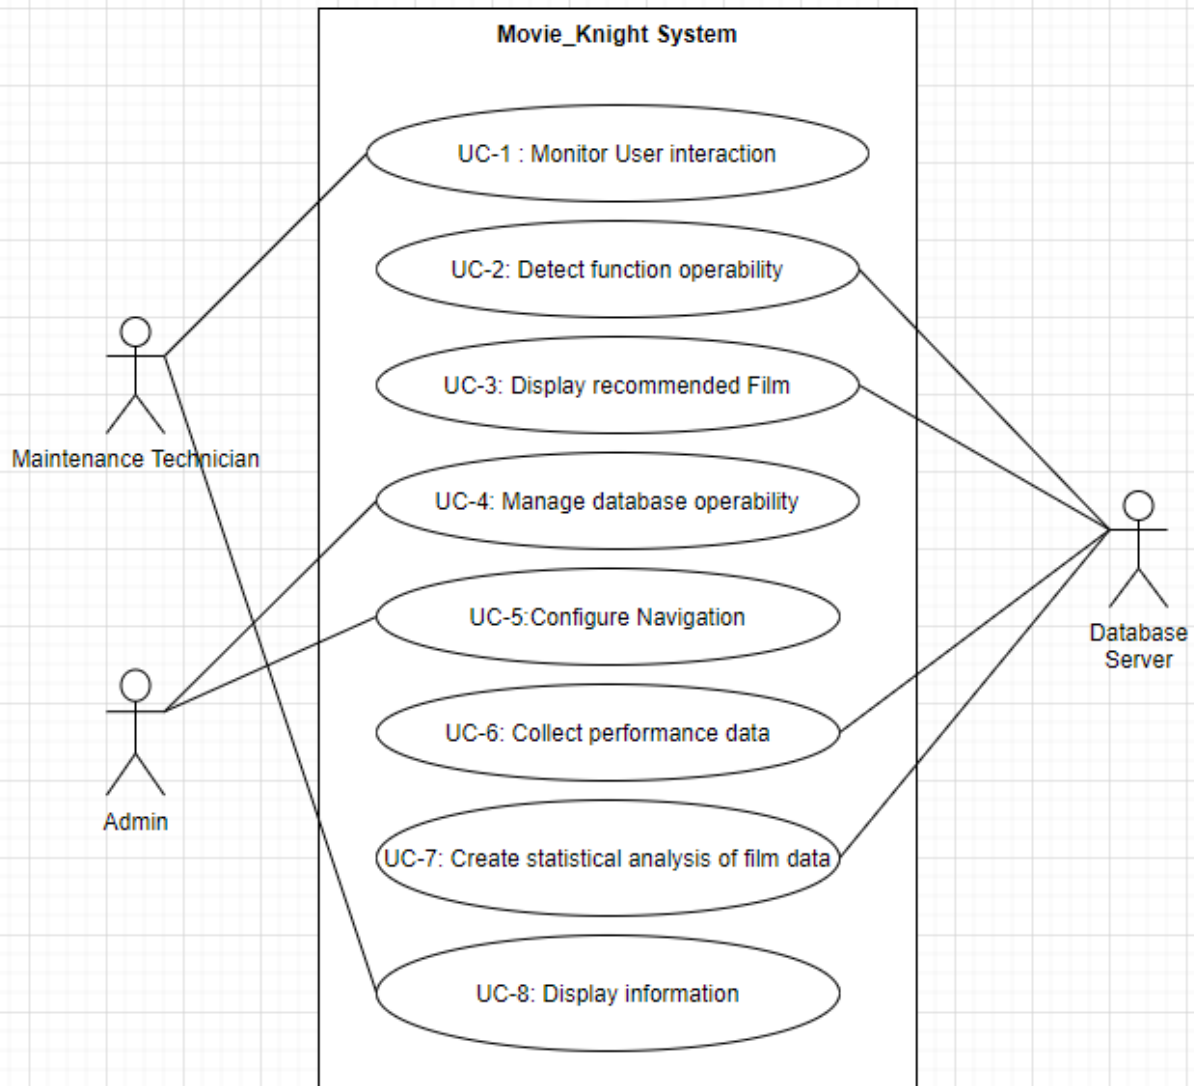 Movie_Knight System
UC-1 : Monitor User interaction
UC-2: Detect function operability
UC-3: Display recommended Film
Maintenance Technician
UC-4: Manage database operability
UC-5:Configure Navigation
Database
Server
UC-6: Collect performance data
Admin
UC-7: Create statistical analysis of film data
UC-8: Display information